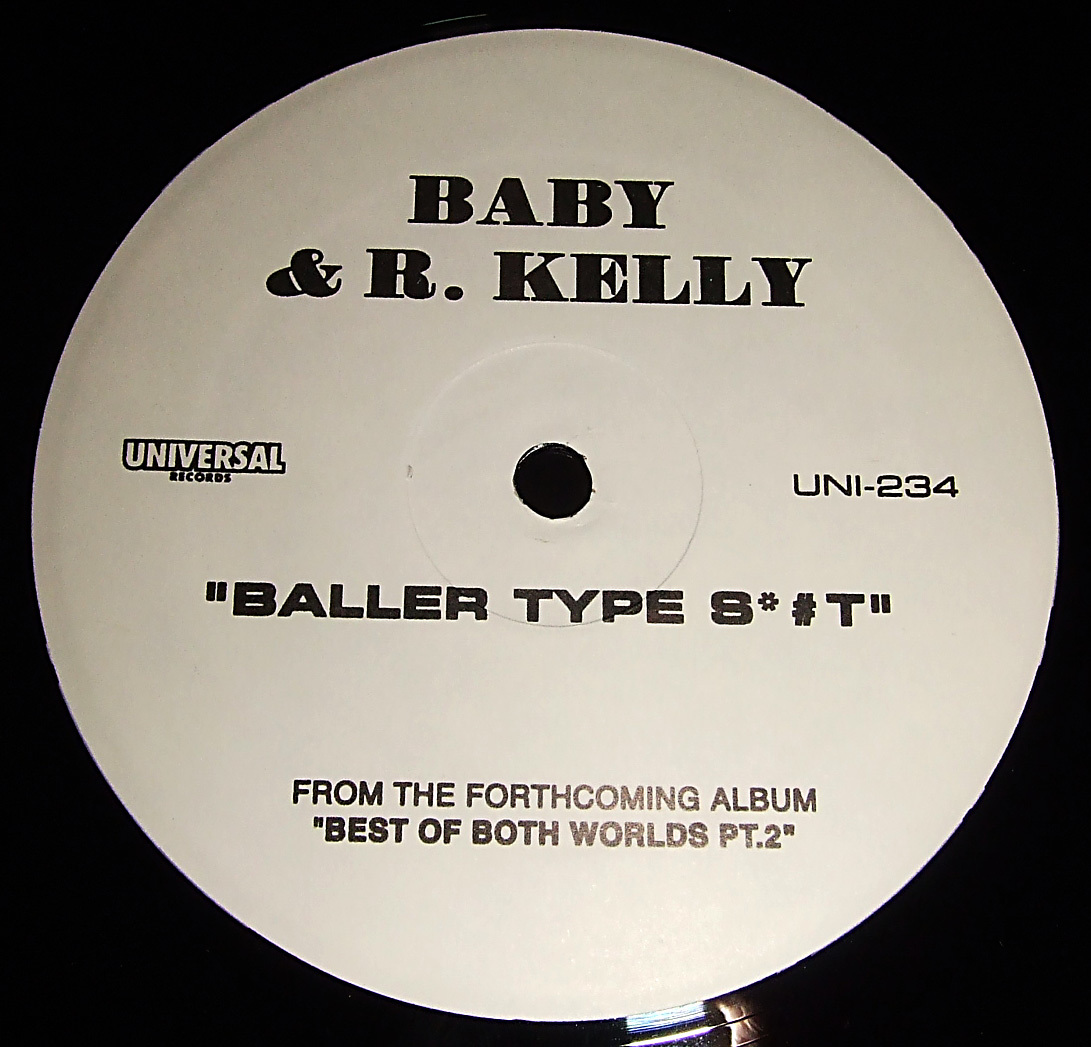 BABY
& R. KELLY
UNIVERSAL
RECORDS
UNI-234
"BALLER TYPE S*#T"
FROM THE FORTHCOMING ALBUM
"BEST OF BOTH WORLDS PT.2"